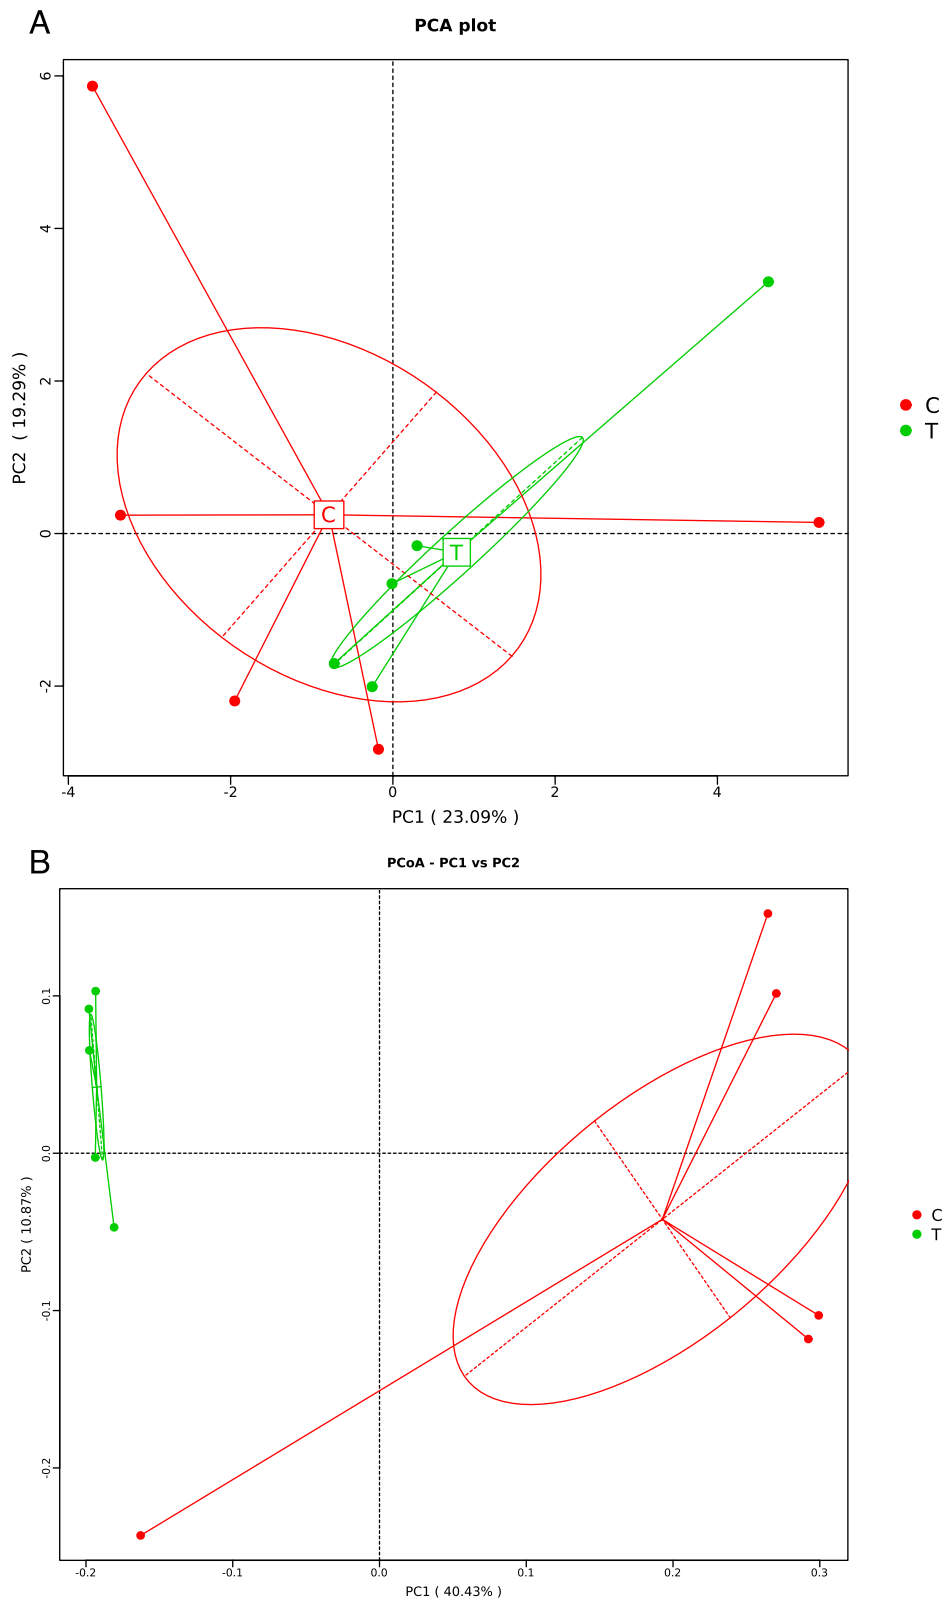 A
PCA plot
6
4
2
0
-2
PC2 ( 19.29% )
C
T
C
T
-4
-2
0
2
4
PC1 ( 23.09% )
B
PCoA - PC1 vs PC2
0.1
0.0
-0.1
-0.2
PC2 ( 10.87% )
C
T
-0.2
-0.1
0.0
0.1
0.2
0.3
PC1 ( 40.43% )